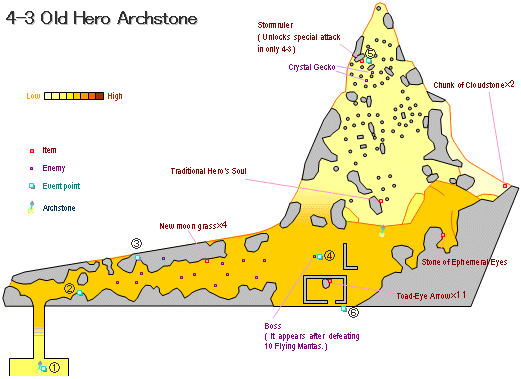 4-3 Old Hero Archstone
Low
High
Item
Enemy
Event point
Archstone
Stormruler
( Unlocks special attack
in only 4-3 )
⑤
Crystal Gecko
Chunk of Cloudstone×2
Traditional Hero's Soul
New moon grass×4
③
②
④
Stone of Ephemeral Eyes
Toad-Eye Arrow×11
⑥
Boss
( It appears after defeating
10 Flying Mantas. )
①